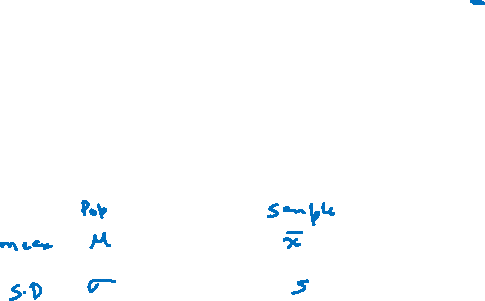 Pop sample
mean μ x̄
S.D σ s